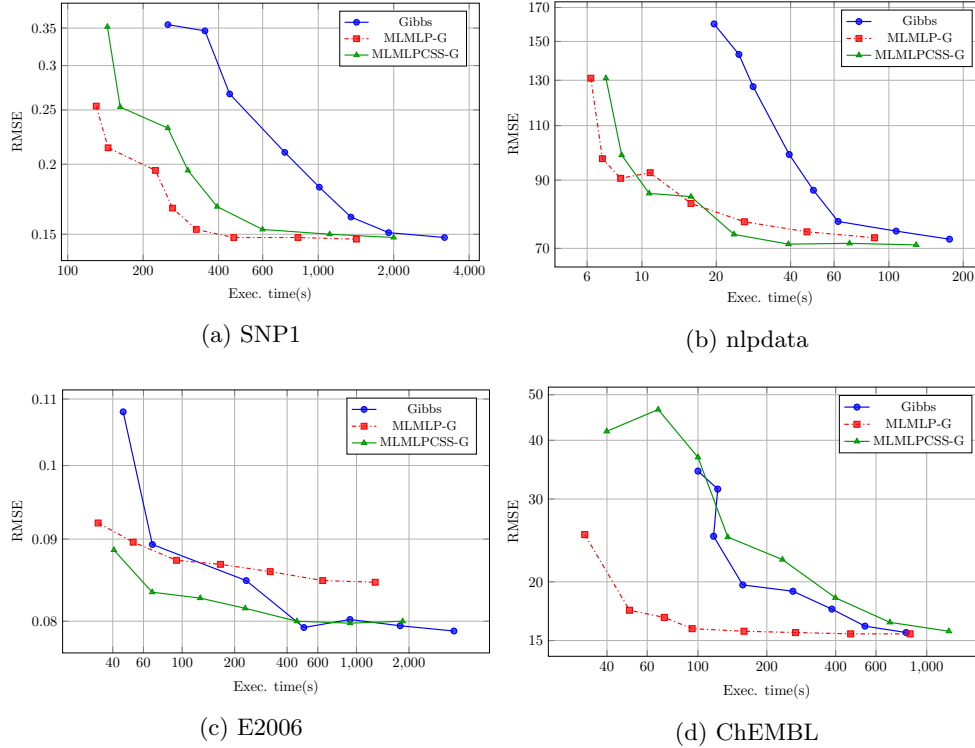 0.35
0.3
0.25
0.2
0.15
RMSE
100
200
400
600
1,000
2,000
4,000
Exec. time(s)
Gibbs
MLMLP-G
MLMLPCSS-G
(a) SNP1
170
150
130
110
90
70
RMSE
6
10
20
40
60
100
200
Exec. time(s)
Gibbs
MLMLP-G
MLMLPCSS-G
(b) nlpdata
0.11
0.1
0.09
0.08
RMSE
40
60
100
200
400
600
1,000
2,000
Exec. time(s)
Gibbs
MLMLP-G
MLMLPCSS-G
(c) E2006
50
40
30
20
15
RMSE
40
60
100
200
400
600
1,000
Exec. time(s)
Gibbs
MLMLP-G
MLMLPCSS-G
(d) ChEMBL